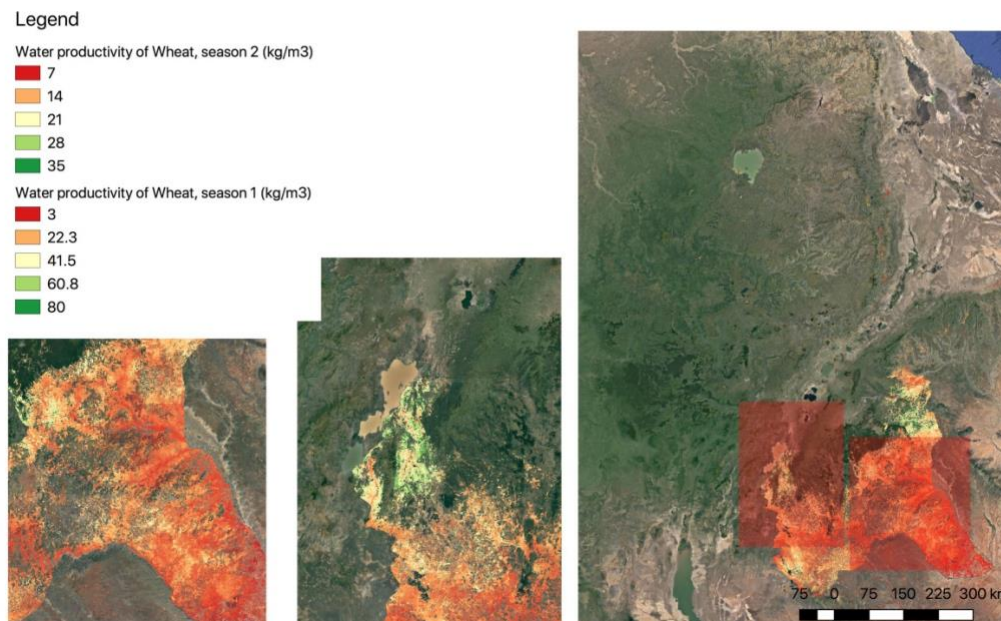 Legend
Water productivity of Wheat, season 2 (kg/m3)
7
14
21
28
35
Water productivity of Wheat, season 1 (kg/m3)
3
22.3
41.5
60.8
80
75 0 75 150 225 300 km